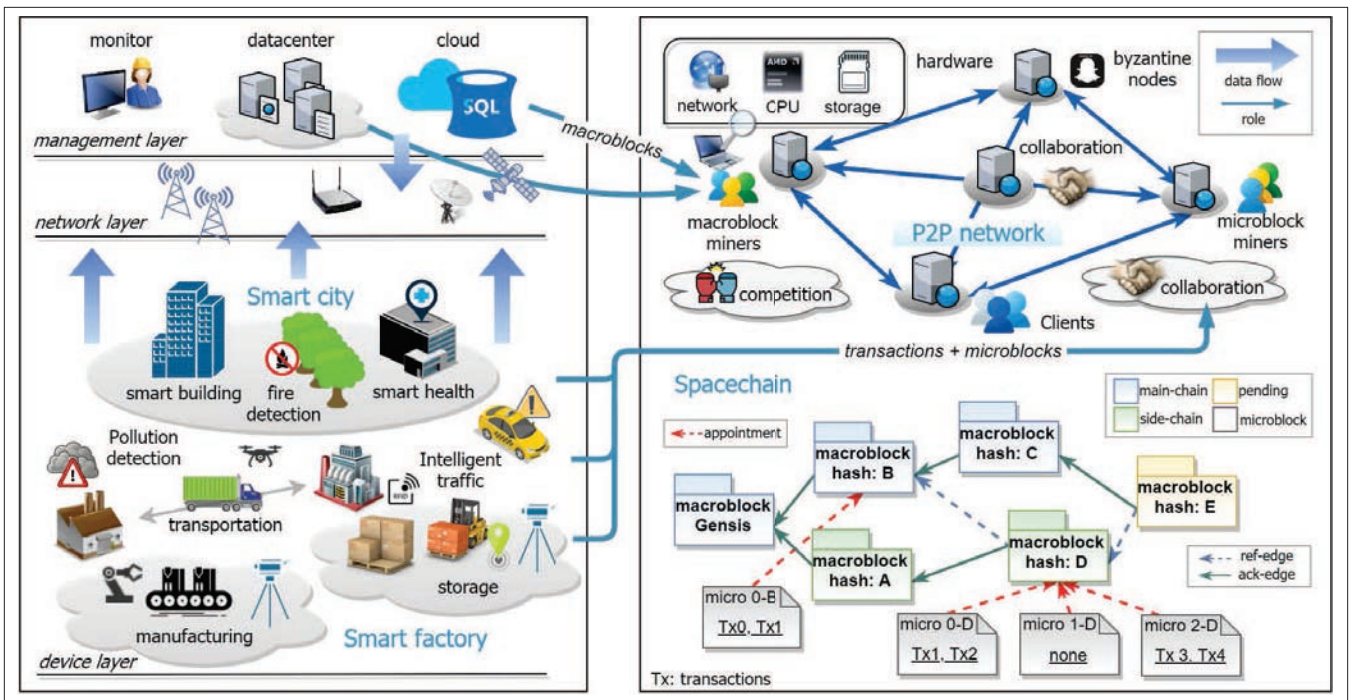 monitor
datacenter
cloud
SQL
management layer
network layer
macroblocks
Smart city
smart building
fire
detection
smart health
Pollution
detection
transportation
Intelligent
traffic
RFID
storage
manufacturing
Smart factory
device layer
network
AMD
CPU
storage
hardware
byzantine
nodes
data flow
role
collaboration
macroblock
miners
microblock
miners
P2P network
competition
collaboration
Clients
transactions + microblocks
Spacechain
main-chain
pending
side-chain
microblock
appointment
macroblock
Gensis
macroblock
hash: B
macroblock
hash: C
macroblock
hash: E
macroblock
hash: A
macroblock
hash: D
ref-edge
ack-edge
micro 0-B
Tx0, Tx1
micro 0-D
Tx1, Tx2
micro 1-D
none
micro 2-D
Tx 3. Tx4
Tx: transactions